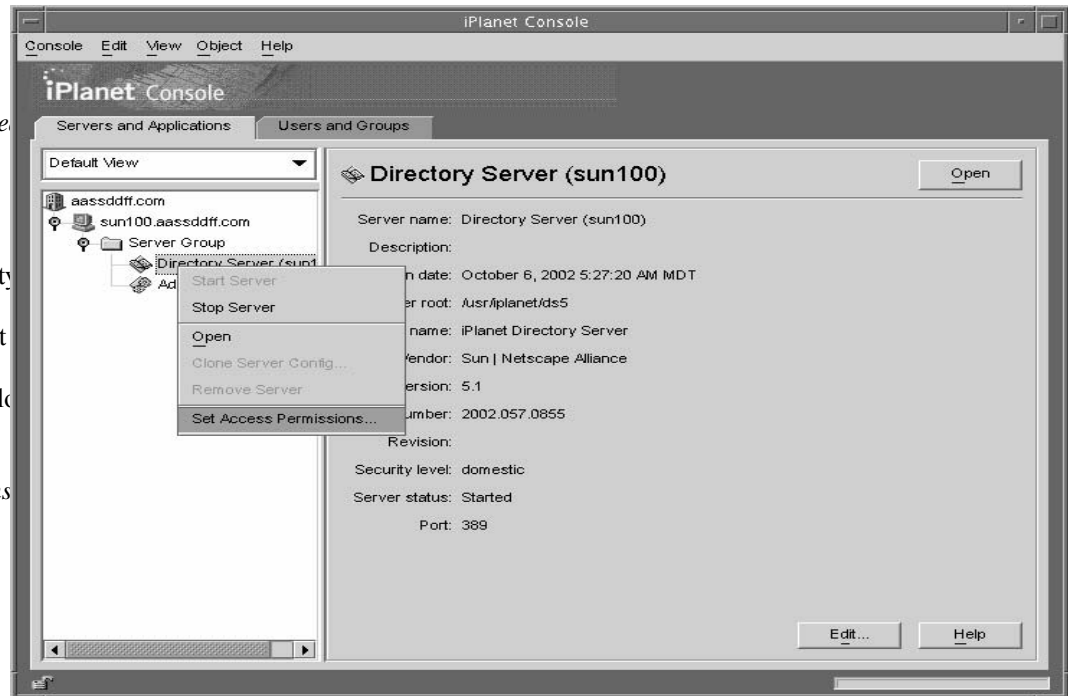 iPlanet Console
Console Edit View Object Help
iPlanet Console
Servers and Applications Users and Groups
Default View
aassddff.com
sun100.aassddff.com
Server Group
Directory Server (sun1
Ad
Start Server
Stop Server
Open
Clone Server Config...
Remove Server
Set Access Permissions...
Directory Server (sun100)
Open
Server name: Directory Server (sun100)
Description:
n date: October 6, 2002 5:27:20 AM MDT
er root: /usr/iplanet/ds5
name: iPlanet Directory Server
Vendor: Sun | Netscape Alliance
ersion: 5.1
umber: 2002.057.0855
Revision:
Security level: domestic
Server status: Started
Port: 389
Edit... Help